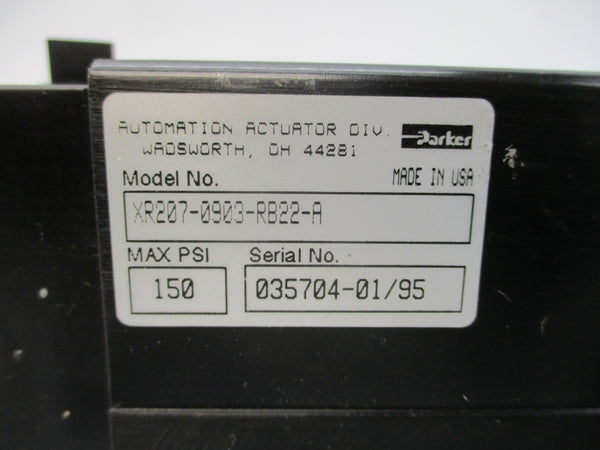 AUTOMATION ACTUATOR DIV. Parker
WADSWORTH, OH 44281
Model No. MADE IN USA
XR207-0903-RB22-A
MAX PSI Serial No.
150 035704-01/95